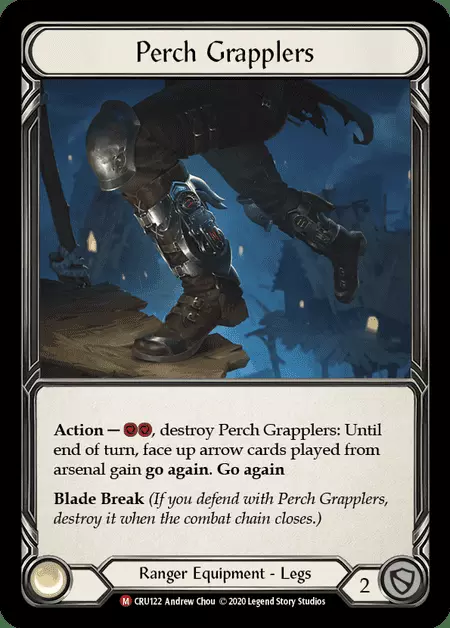 Perch Grapplers
Action — , destroy Perch Grapplers: Until
end of turn, face up arrow cards played from
arsenal gain go again. Go again
Blade Break (If you defend with Perch Grapplers,
destroy it when the combat chain closes.)
Ranger Equipment - Legs
2
M CRU122 Andrew Chou © 2020 Legend Story Studios